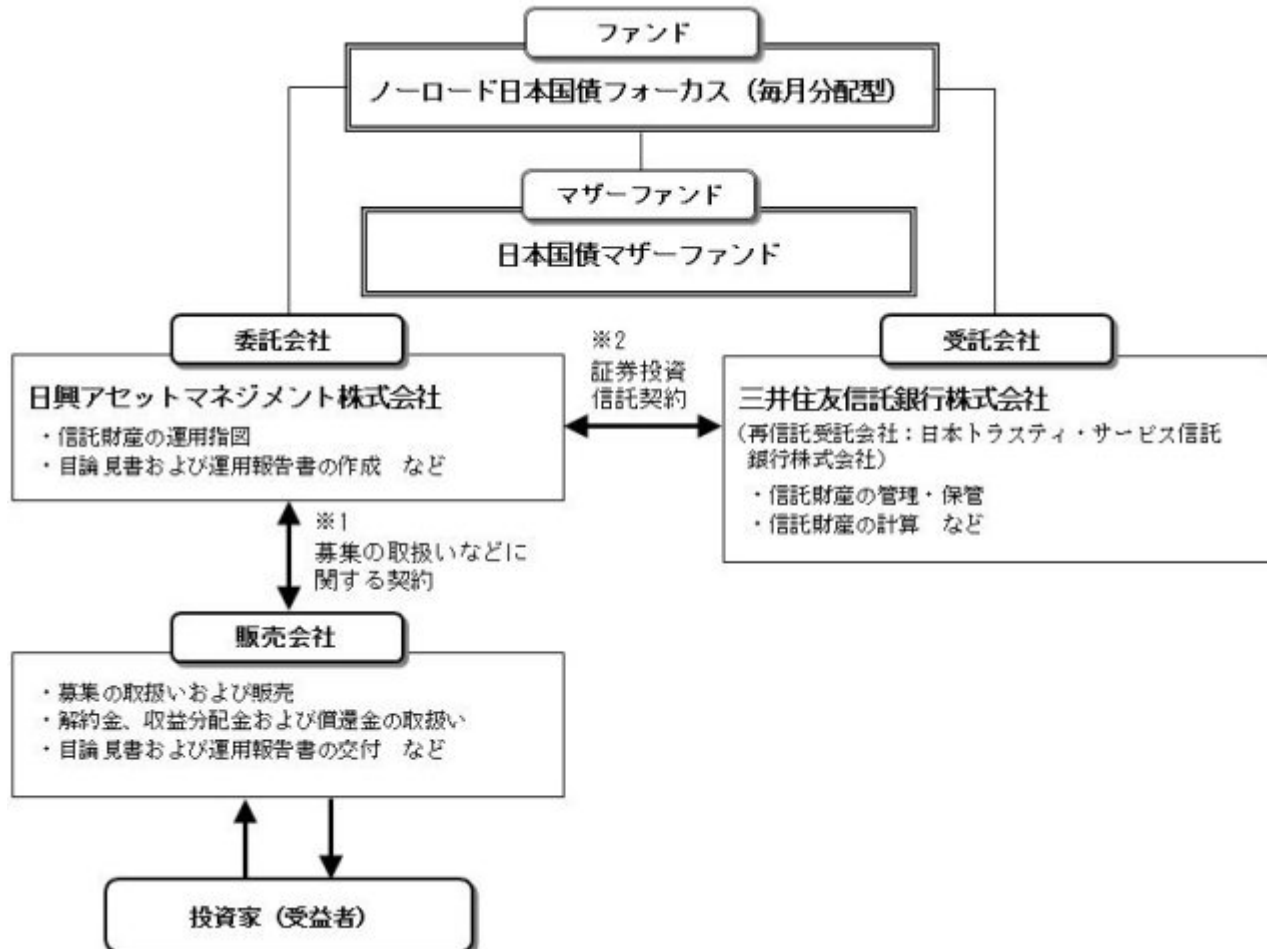 ファンド
ノーロード日本国債フォーカス（毎月分配型）
マザーファンド
日本国債マザーファンド
委託会社
日興アセットマネジメント株式会社
・信託財産の運用指図
・目論見書および運用報告書の作成　など
※2
証券投資
信託契約
受託会社
三井住友信託銀行株式会社
（再信託受託会社：日本トラスティ・サービス信託
銀行株式会社）
・信託財産の管理・保管
・信託財産の計算　など
※1
募集の取扱いなどに
関する契約
販売会社
・募集の取扱いおよび販売
・解約金、収益分配金および償還金の取扱い
・目論見書および運用報告書の交付　など
投資家（受益者）